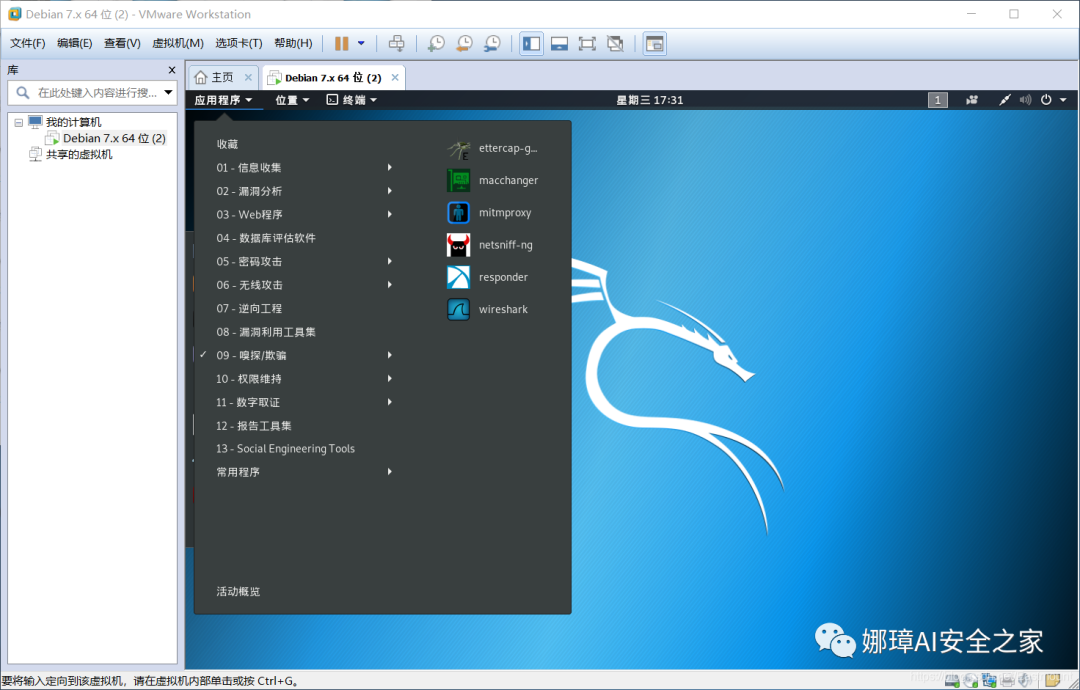 Debian 7.x 64 位 (2) - VMware Workstation
文件(F) 编辑(E) 查看(V) 虚拟机(M) 选项卡(T) 帮助(H)
库
在此处键入内容进行搜...
我的计算机
Debian 7.x 64 位 (2)
共享的虚拟机
主页
Debian 7.x 64 位 (2)
应用程序 位置 终端 星期三 17:31 1
收藏
01 - 信息收集
02 - 漏洞分析
03 - Web程序
04 - 数据库评估软件
05 - 密码攻击
06 - 无线攻击
07 - 逆向工程
08 - 漏洞利用工具集
09 - 嗅探/欺骗
10 - 权限维持
11 - 数字取证
12 - 报告工具集
13 - Social Engineering Tools
常用程序
活动概览
ettercap-g...
macchanger
mitmproxy
netsniff-ng
responder
wireshark
娜璋AI安全之家
要将输入定向到该虚拟机，请在虚拟机内部单击或按 Ctrl+G。